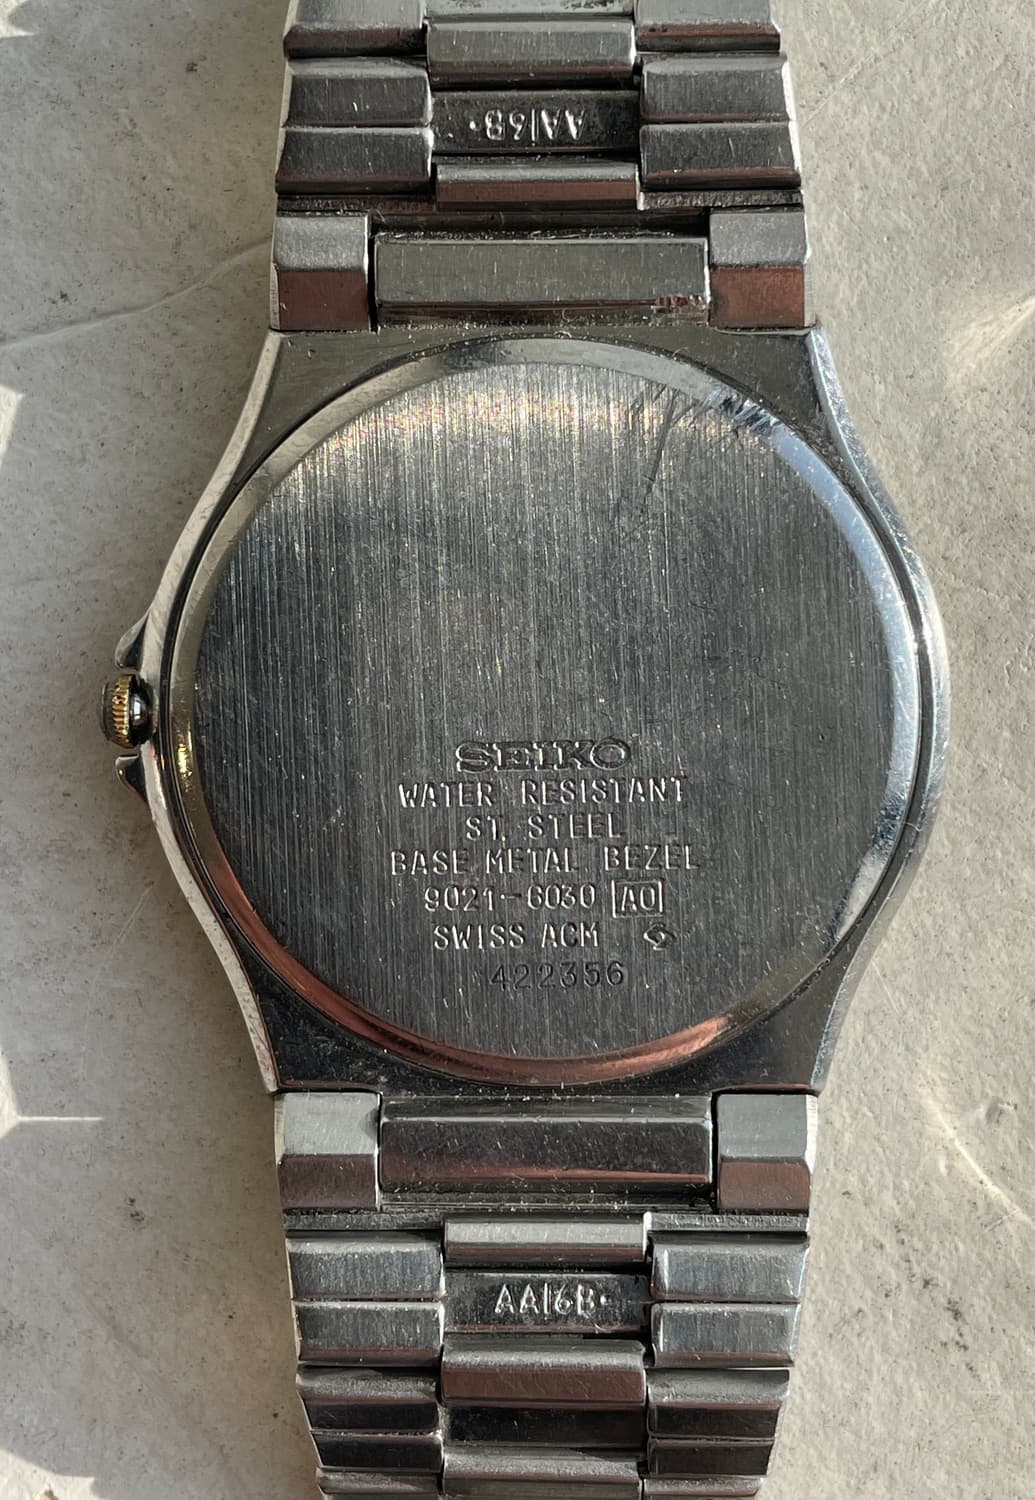 AA16B·
SEIKO
WATER RESISTANT
ST. STEEL
BASE METAL BEZEL
9021-6030 A0
SWISS ACM
422356
AA16B·